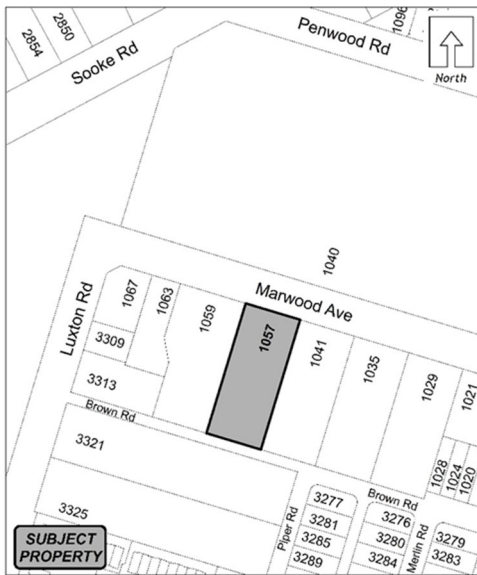 2854
2850
Sooke Rd
Penwood Rd
1096
North
1040
Marwood Ave
Luxton Rd
1067
1063
1059
1057
1041
1035
1029
1021
3309
3313
Brown Rd
3321
3325
1028
1024
1020
Brown Rd
Piper Rd
3277
3281
3285
3289
3276
3280
3284
Merlin Rd
3279
3283
SUBJECT
PROPERTY